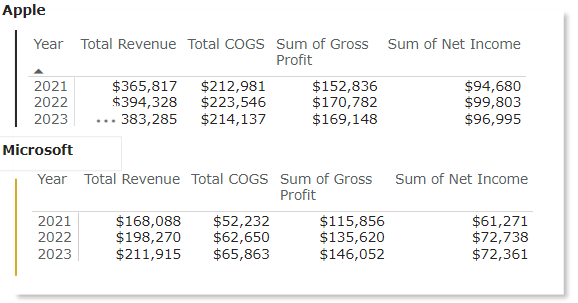 Apple
Year Total Revenue Total COGS Sum of Gross Profit Sum of Net Income
2021 $365,817 $212,981 $152,836 $94,680
2022 $394,328 $223,546 $170,782 $99,803
2023 ... 383,285 $214,137 $169,148 $96,995
Microsoft
Year Total Revenue Total COGS Sum of Gross Profit Sum of Net Income
2021 $168,088 $52,232 $115,856 $61,271
2022 $198,270 $62,650 $135,620 $72,738
2023 $211,915 $65,863 $146,052 $72,361